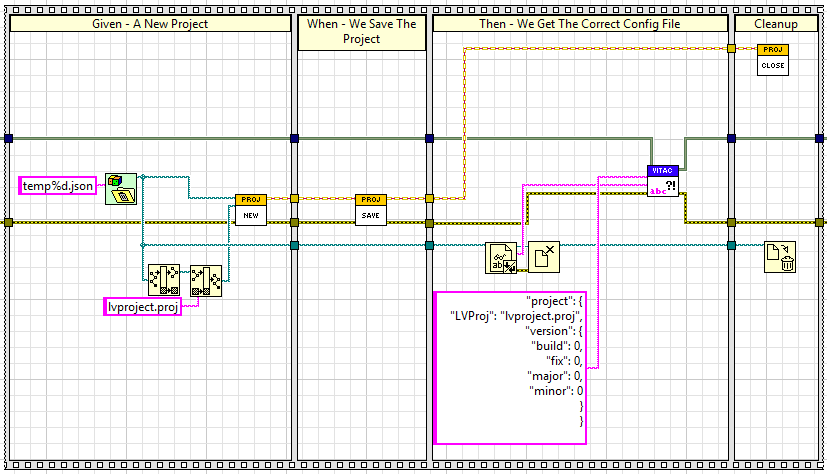 Given - A New Project
When - We Save The
Project
Then - We Get The Correct Config File
Cleanup
PROJ
CLOSE
temp%d.json
PROJ
NEW
PROJ
SAVE
VITAC
abc ?!
ab
lvproject.proj
"project": {
"LVProj": "lvproject.proj",
"version": {
"build": 0,
"fix": 0,
"major": 0,
"minor": 0
}
}